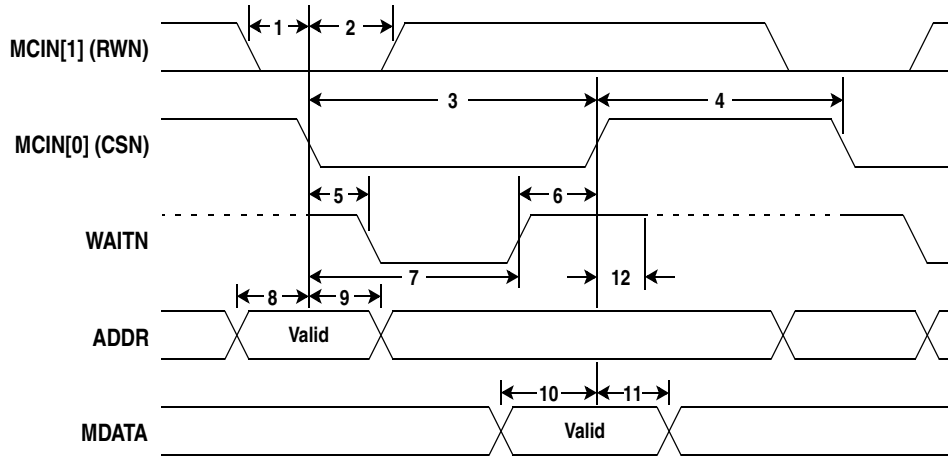 MCIN[1] (RWN)
1
2
3
4
MCIN[0] (CSN)
5
6
WAITN
7
12
8
9
ADDR
Valid
10
11
MDATA
Valid